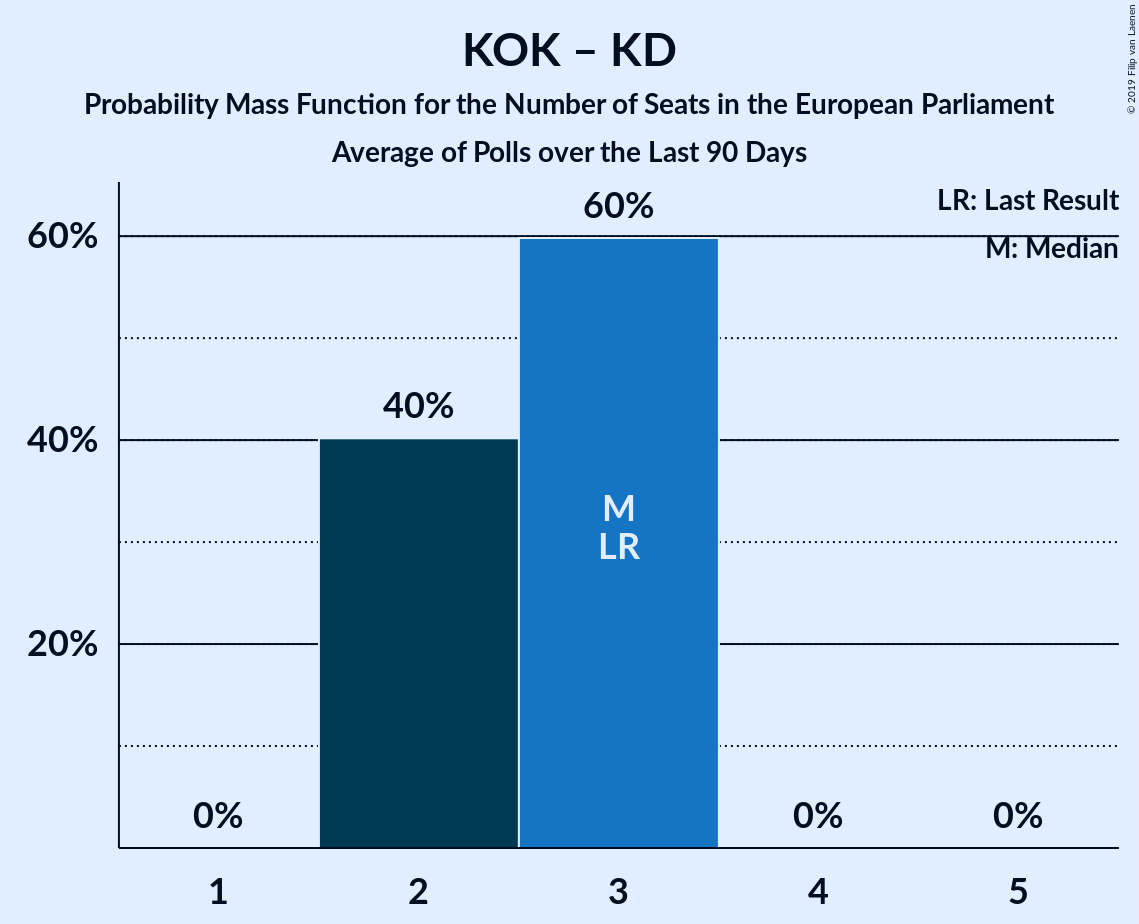 KOK – KD
Probability Mass Function for the Number of Seats in the European Parliament
Average of Polls over the Last 90 Days
© 2019 Filip van Laenen
LR: Last Result
M: Median
60%
40%
20%
0%
40%
60%
0%
0%
M
LR
1
2
3
4
5